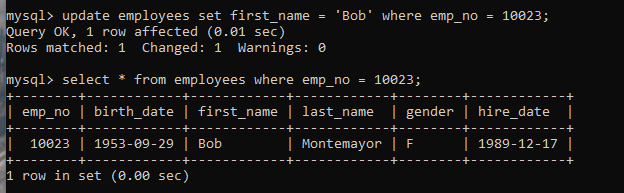 mysql> update employees set first_name = 'Bob' where emp_no = 10023;
Query OK, 1 row affected (0.01 sec)
Rows matched: 1  Changed: 1  Warnings: 0

mysql> select * from employees where emp_no = 10023;
+--------+------------+------------+------------+--------+------------+
| emp_no | birth_date | first_name | last_name  | gender | hire_date  |
+--------+------------+------------+------------+--------+------------+
|  10023 | 1953-09-29 | Bob        | Montemayor | F      | 1989-12-17 |
+--------+------------+------------+------------+--------+------------+
1 row in set (0.00 sec)